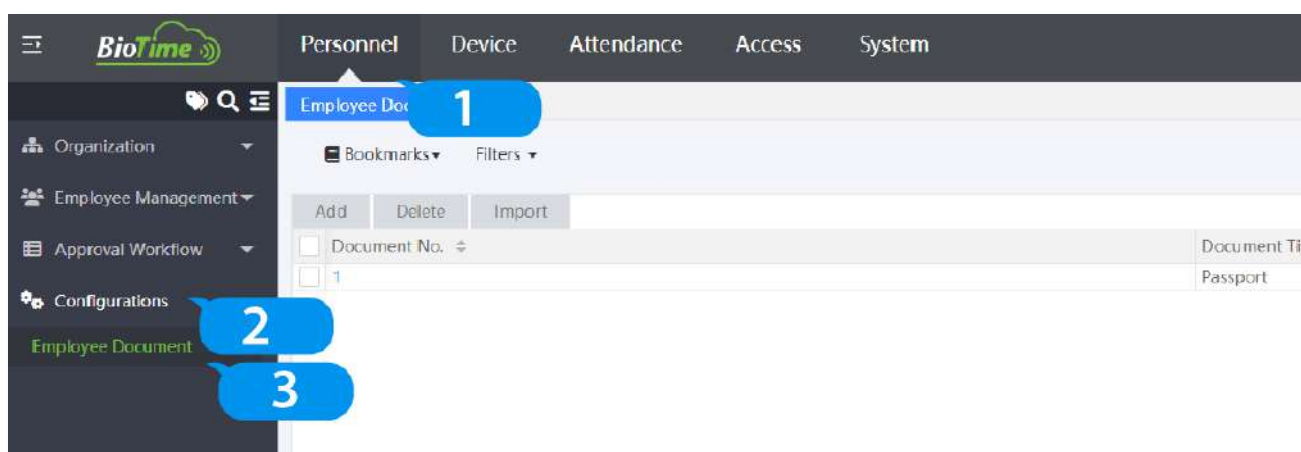 BioTime
Personnel Device Attendance Access System
Employee Doc
1
Organization
Bookmarks Filters
Employee Management
Add Delete Import
Approval Workflow
Document No. Document Ti
1 Passport
Configurations
2
Employee Document
3